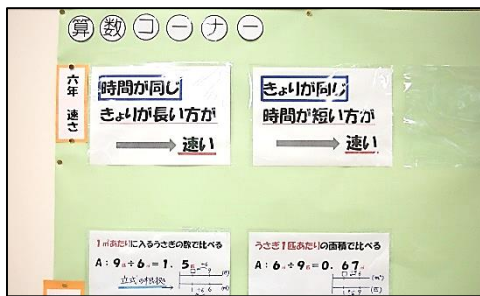 算数コーナー
六年 速さ
時間が同じ
きょりが長い方が
速い
きょりが同じ
時間が短い方が
速い
1㎡あたりに入るうさぎの数で比べる
A：9÷6＝1．5
うさぎ1匹あたりの面積で比べる
A：6÷9＝0．67